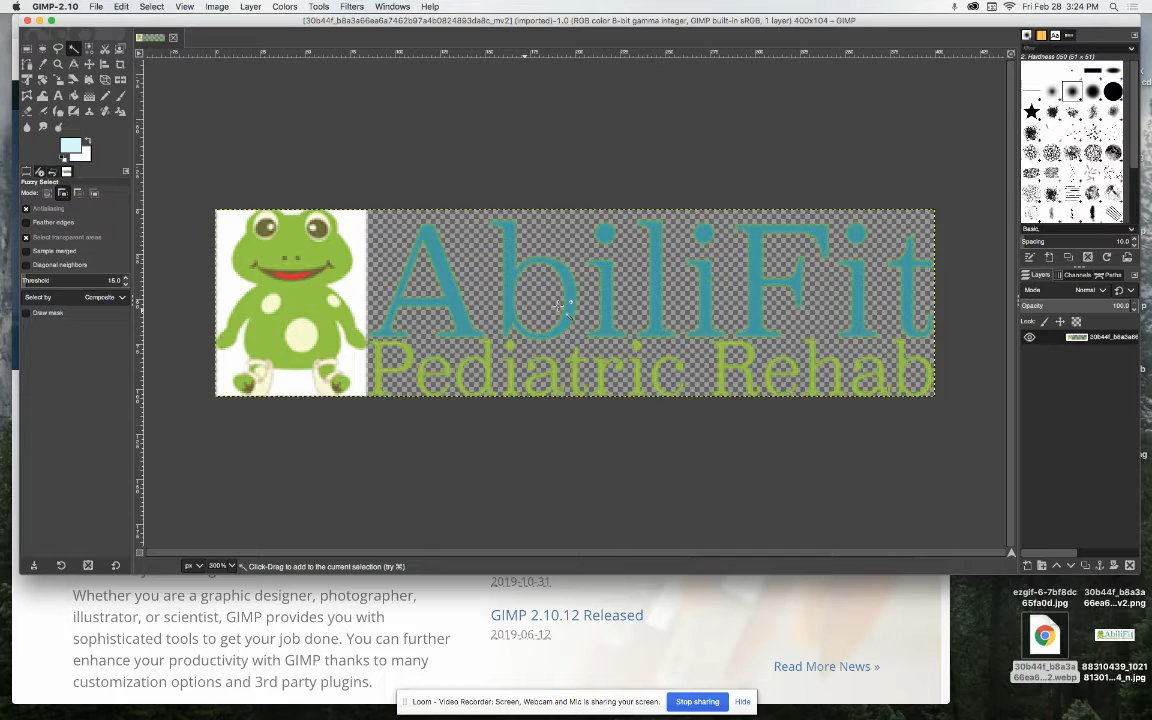 GIMP-2.10 File Edit Select View Image Layer Colors Tools Filters Windows Help Fri Feb 28 3:24 PM
[30b44f_b8a3a66ea6a7462b97a4b0824893da8c_mv2] (imported)-1.0 (RGB color 8-bit gamma integer, GIMP built-in sRGB, 1 layer) 400x104 – GIMP
2. Hardness 050 (51 × 51)
Fuzzy Select
Mode:
Antialiasing
Feather edges
Select transparent areas
Sample merged
Diagonal neighbors
Threshold 15.0
Select by Composite
Draw mask
AbiliFit
Pediatric Rehab
Basic,
Spacing 10.0
Layers Channels Paths
Mode Normal
Opacity 100.0
Lock:
30b44f_b8a3a66
px 300% Click-Drag to add to the current selection (try ⌘)
Whether you are a graphic designer, photographer,
illustrator, or scientist, GIMP provides you with
sophisticated tools to get your job done. You can further
enhance your productivity with GIMP thanks to many
customization options and 3rd party plugins.
2019-10-31
GIMP 2.10.12 Released
2019-06-12
Read More News »
ezgif-6-7bf8dc
65fa0d.jpg
30b44f_b8a3a
66ea6...v2.png
AbiliFit
30b44f_b8a3a
66ea6...2.webp
88310439_1021
81301...4_n.jpg
Loom - Video Recorder: Screen, Webcam and Mic is sharing your screen. Stop sharing Hide